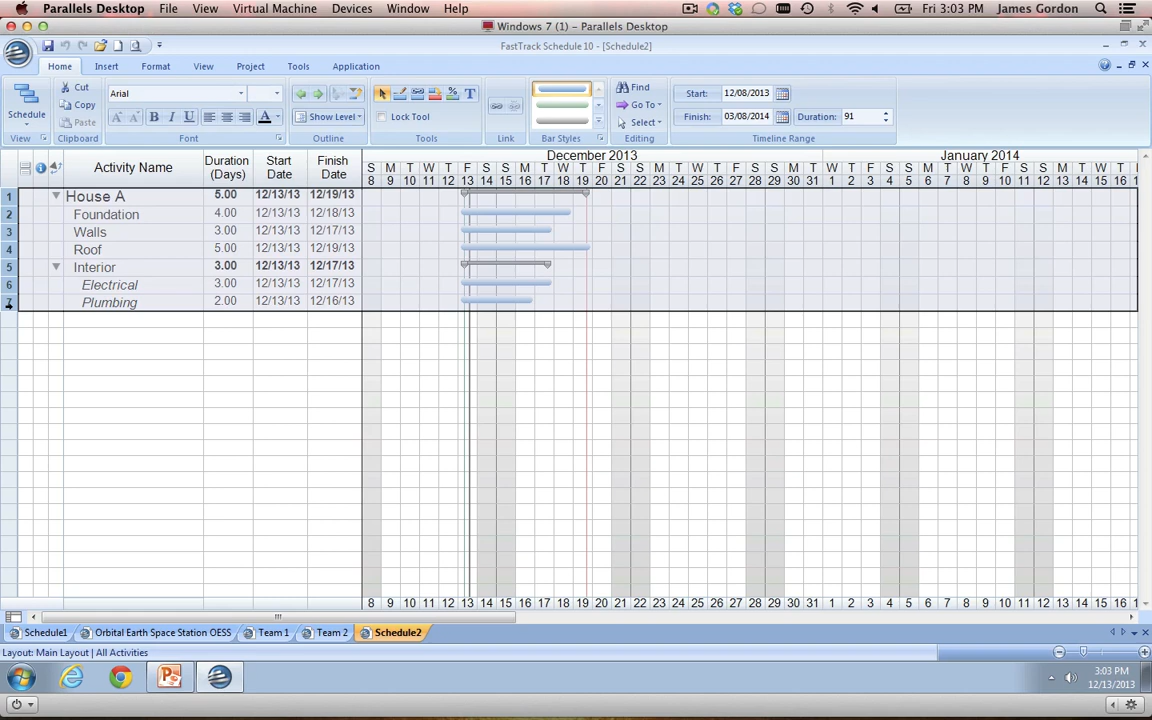 Parallels Desktop File View Virtual Machine Devices Window Help Fri 3:03 PM James Gordon
Windows 7 (1) - Parallels Desktop
FastTrack Schedule 10 - [Schedule2]
Home Insert Format View Project Tools Application
Schedule
Cut
Copy
Paste
Arial
B I U A
Show Level
Lock Tool
T
Find
Go To
Select
Start: 12/08/2013
Finish: 03/08/2014 Duration: 91
View Clipboard Font Outline Tools Link Bar Styles Editing Timeline Range
Activity Name Duration (Days) Start Date Finish Date
December 2013 January 2014
S M T W T F S S M T W T F S S M T W T F S S M T W T F S S M T W T F S S M T W T
8 9 10 11 12 13 14 15 16 17 18 19 20 21 22 23 24 25 26 27 28 29 30 31 1 2 3 4 5 6 7 8 9 10 11 12 13 14 15 16 1
1 House A 5.00 12/13/13 12/19/13
2 Foundation 4.00 12/13/13 12/18/13
3 Walls 3.00 12/13/13 12/17/13
4 Roof 5.00 12/13/13 12/19/13
5 Interior 3.00 12/13/13 12/17/13
6 Electrical 3.00 12/13/13 12/17/13
7 Plumbing 2.00 12/13/13 12/16/13
8 9 10 11 12 13 14 15 16 17 18 19 20 21 22 23 24 25 26 27 28 29 30 31 1 2 3 4 5 6 7 8 9 10 11 12 13 14 15 16 1
Schedule1 Orbital Earth Space Station OESS Team 1 Team 2 Schedule2
Layout: Main Layout | All Activities
3:03 PM
12/13/2013